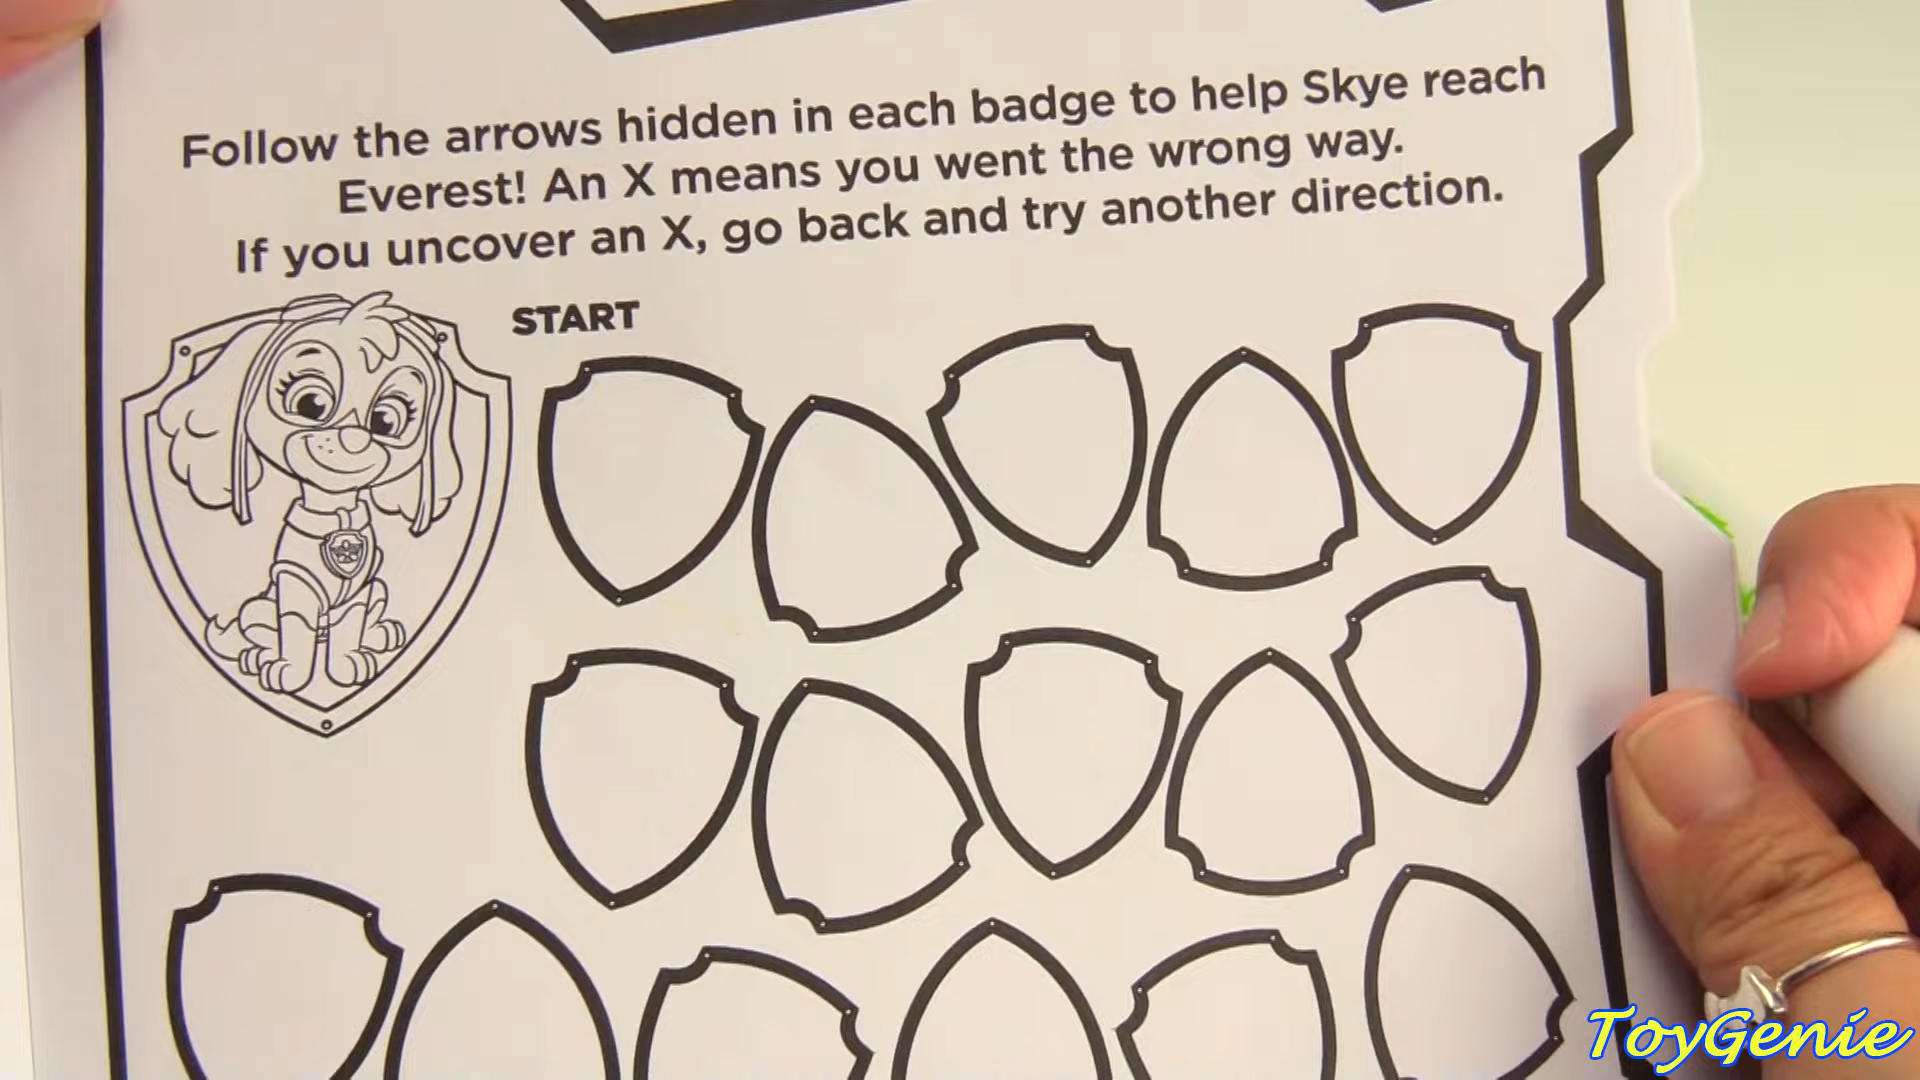 Follow the arrows hidden in each badge to help Skye reach
Everest! An X means you went the wrong way.
If you uncover an X, go back and try another direction.
START
ToyGenie